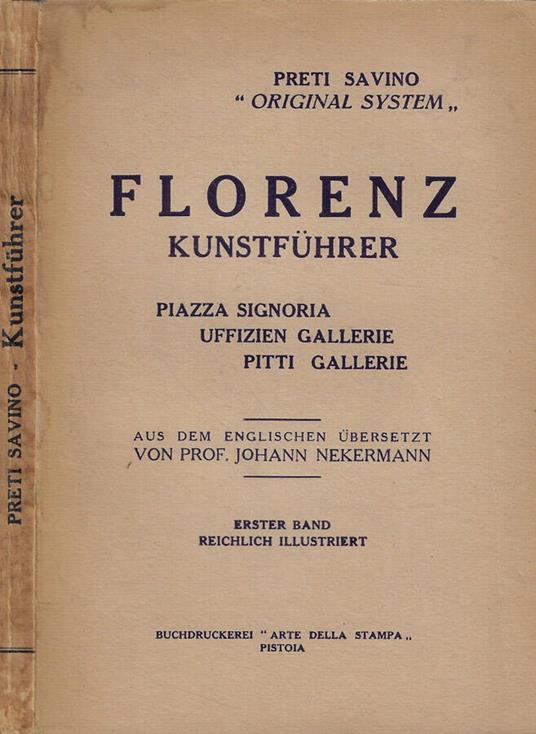 PRETI SAVINO - Kunstführer
PRETI SAVINO
" ORIGINAL SYSTEM „
FLORENZ
KUNSTFÜHRER
PIAZZA SIGNORIA
UFFIZIEN GALLERIE
PITTI GALLERIE
AUS DEM ENGLISCHEN ÜBERSETZT
VON PROF. JOHANN NEKERMANN
ERSTER BAND
REICHLICH ILLUSTRIERT
BUCHDRUCKEREI " ARTE DELLA STAMPA „
PISTOIA